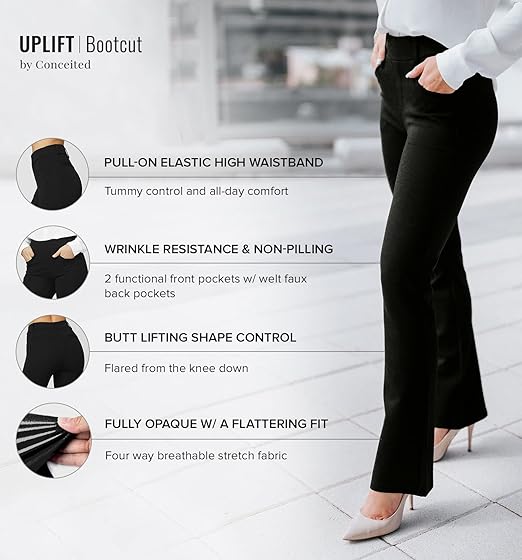 UPLIFT | Bootcut
by Conceited
PULL-ON ELASTIC HIGH WAISTBAND
Tummy control and all-day comfort
WRINKLE RESISTANCE & NON-PILLING
2 functional front pockets w/ welt faux
back pockets
BUTT LIFTING SHAPE CONTROL
Flared from the knee down
FULLY OPAQUE W/ A FLATTERING FIT
Four way breathable stretch fabric